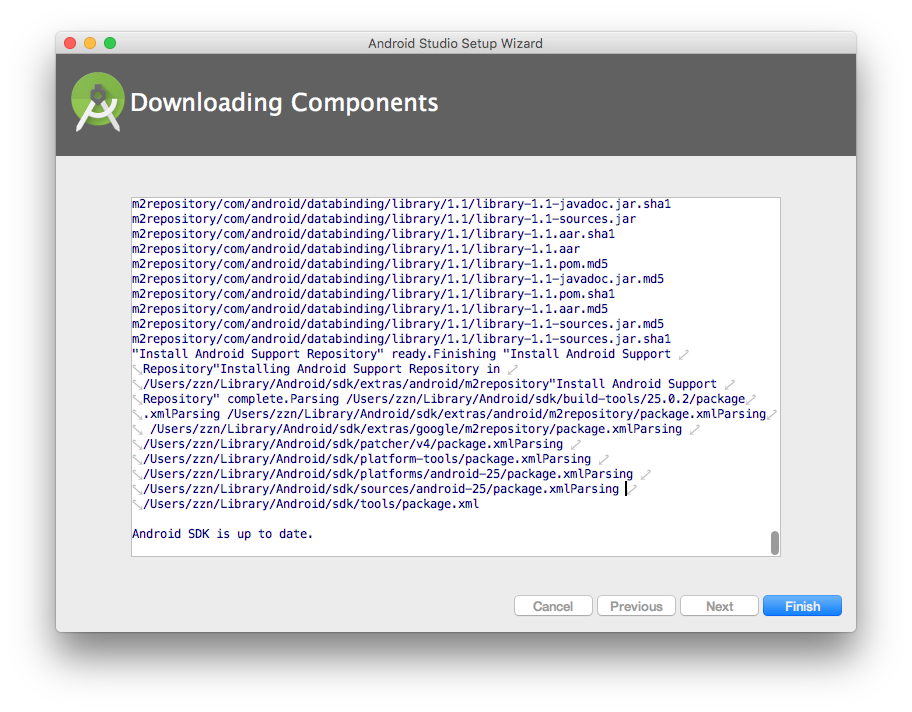 Android Studio Setup Wizard
Downloading Components
m2repository/com/android/databinding/library/1.1/library-1.1-javadoc.jar.sha1
m2repository/com/android/databinding/library/1.1/library-1.1-sources.jar
m2repository/com/android/databinding/library/1.1/library-1.1.aar.sha1
m2repository/com/android/databinding/library/1.1/library-1.1.aar
m2repository/com/android/databinding/library/1.1/library-1.1.pom.md5
m2repository/com/android/databinding/library/1.1/library-1.1-javadoc.jar.md5
m2repository/com/android/databinding/library/1.1/library-1.1.pom.sha1
m2repository/com/android/databinding/library/1.1/library-1.1.aar.md5
m2repository/com/android/databinding/library/1.1/library-1.1-sources.jar.md5
m2repository/com/android/databinding/library/1.1/library-1.1-sources.jar.sha1
"Install Android Support Repository" ready.Finishing "Install Android Support
Repository"Installing Android Support Repository in
/Users/zzn/Library/Android/sdk/extras/android/m2repository"Install Android Support
Repository" complete.Parsing /Users/zzn/Library/Android/sdk/build-tools/25.0.2/package
.xmlParsing /Users/zzn/Library/Android/sdk/extras/android/m2repository/package.xmlParsing
/Users/zzn/Library/Android/sdk/extras/google/m2repository/package.xmlParsing
/Users/zzn/Library/Android/sdk/patcher/v4/package.xmlParsing
/Users/zzn/Library/Android/sdk/platform-tools/package.xmlParsing
/Users/zzn/Library/Android/sdk/platforms/android-25/package.xmlParsing
/Users/zzn/Library/Android/sdk/sources/android-25/package.xmlParsing
/Users/zzn/Library/Android/sdk/tools/package.xml
Android SDK is up to date.
Cancel Previous Next Finish